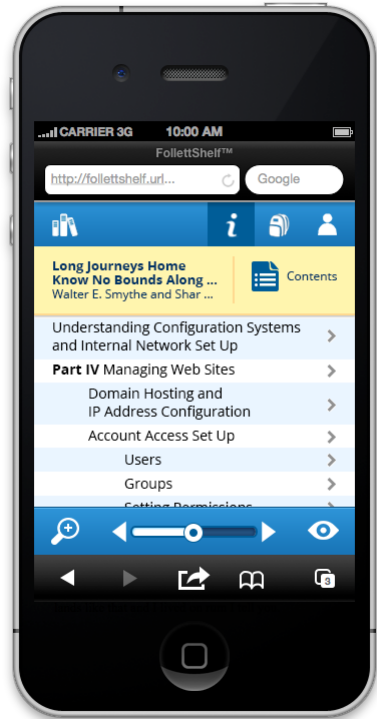 CARRIER 3G 10:00 AM
FollettShelf™
http://follettshelf.url... Google
i
Long Journeys Home
Know No Bounds Along ...
Walter E. Smythe and Shar ...
Contents
Understanding Configuration Systems
and Internal Network Set Up
Part IV Managing Web Sites
Domain Hosting and
IP Address Configuration
Account Access Set Up
Users
Groups
Setting Permissions
3